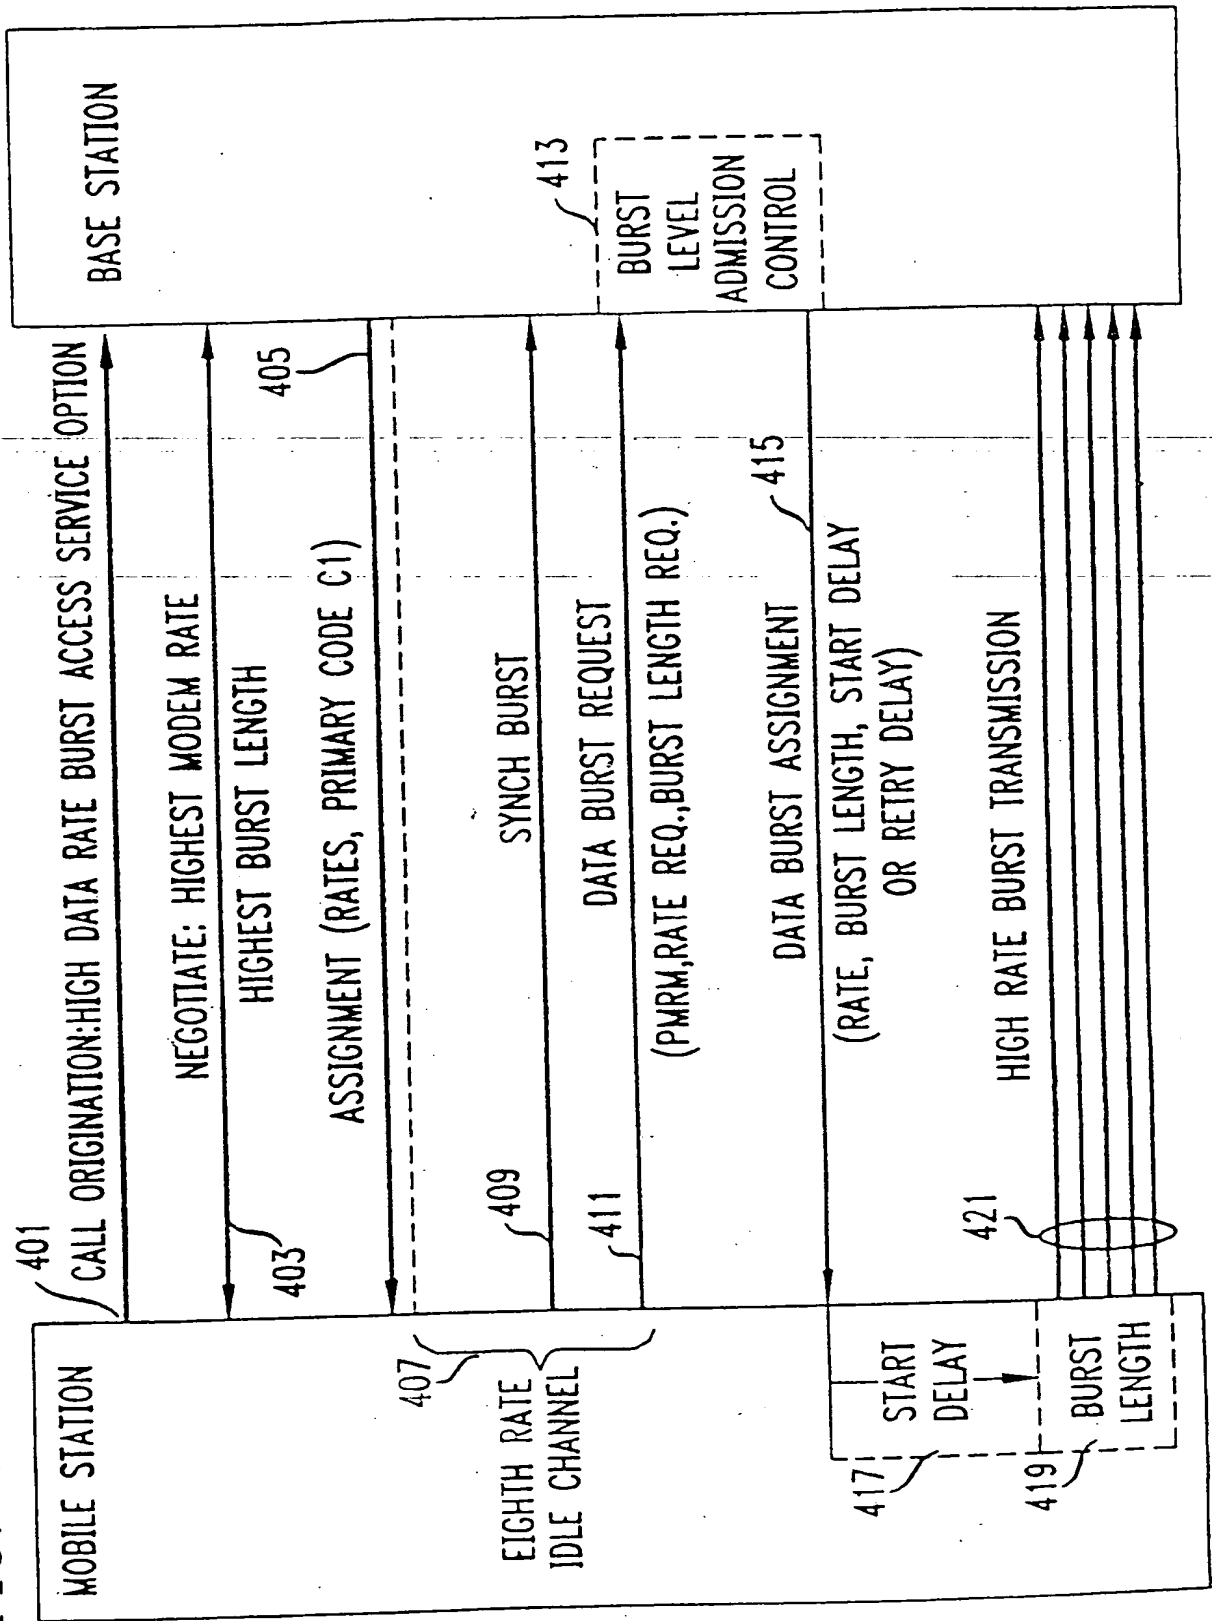 MOBILE STATION
BASE STATION
401
CALL ORIGINATION:HIGH DATA RATE BURST ACCESS SERVICE OPTION
NEGOTIATE: HIGHEST MODEM RATE
HIGHEST BURST LENGTH
403
405
ASSIGNMENT (RATES, PRIMARY CODE C1)
407
EIGHTH RATE
IDLE CHANNEL
409
SYNCH BURST
411
DATA BURST REQUEST
(PMRM,RATE REQ.,BURST LENGTH REQ.)
413
BURST
LEVEL
ADMISSION
CONTROL
415
DATA BURST ASSIGNMENT
(RATE, BURST LENGTH, START DELAY
OR RETRY DELAY)
START
DELAY
417
HIGH RATE BURST TRANSMISSION
421
BURST
LENGTH
419